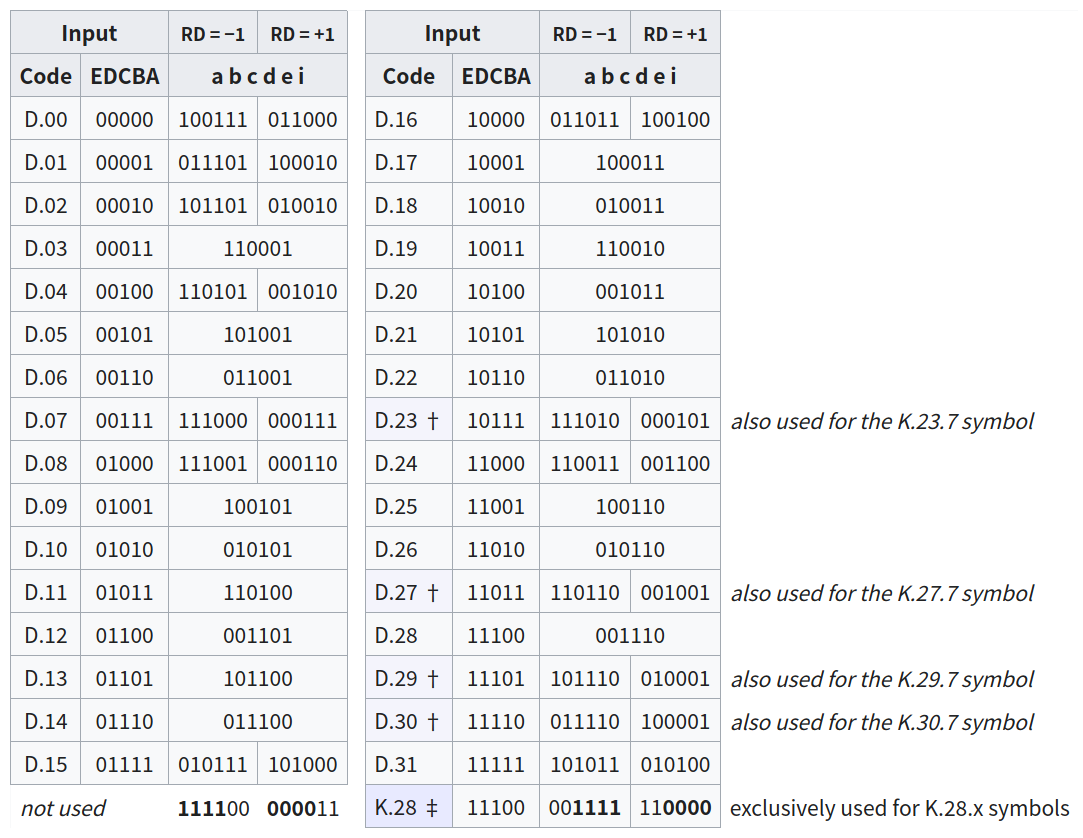 Input RD = −1 RD = +1 Input RD = −1 RD = +1
Code EDCBA a b c d e i Code EDCBA a b c d e i
D.00 00000 100111 011000 D.16 10000 011011 100100
D.01 00001 011101 100010 D.17 10001 100011
D.02 00010 101101 010010 D.18 10010 010011
D.03 00011 110001 D.19 10011 110010
D.04 00100 110101 001010 D.20 10100 001011
D.05 00101 101001 D.21 10101 101010
D.06 00110 011001 D.22 10110 011010
D.07 00111 111000 000111 D.23 † 10111 111010 000101 also used for the K.23.7 symbol
D.08 01000 111001 000110 D.24 11000 110011 001100
D.09 01001 100101 D.25 11001 100110
D.10 01010 010101 D.26 11010 010110
D.11 01011 110100 D.27 † 11011 110110 001001 also used for the K.27.7 symbol
D.12 01100 001101 D.28 11100 001110
D.13 01101 101100 D.29 † 11101 101110 010001 also used for the K.29.7 symbol
D.14 01110 011100 D.30 † 11110 011110 100001 also used for the K.30.7 symbol
D.15 01111 010111 101000 D.31 11111 101011 010100
not used 111100 000011 K.28 ‡ 11100 001111 110000 exclusively used for K.28.x symbols